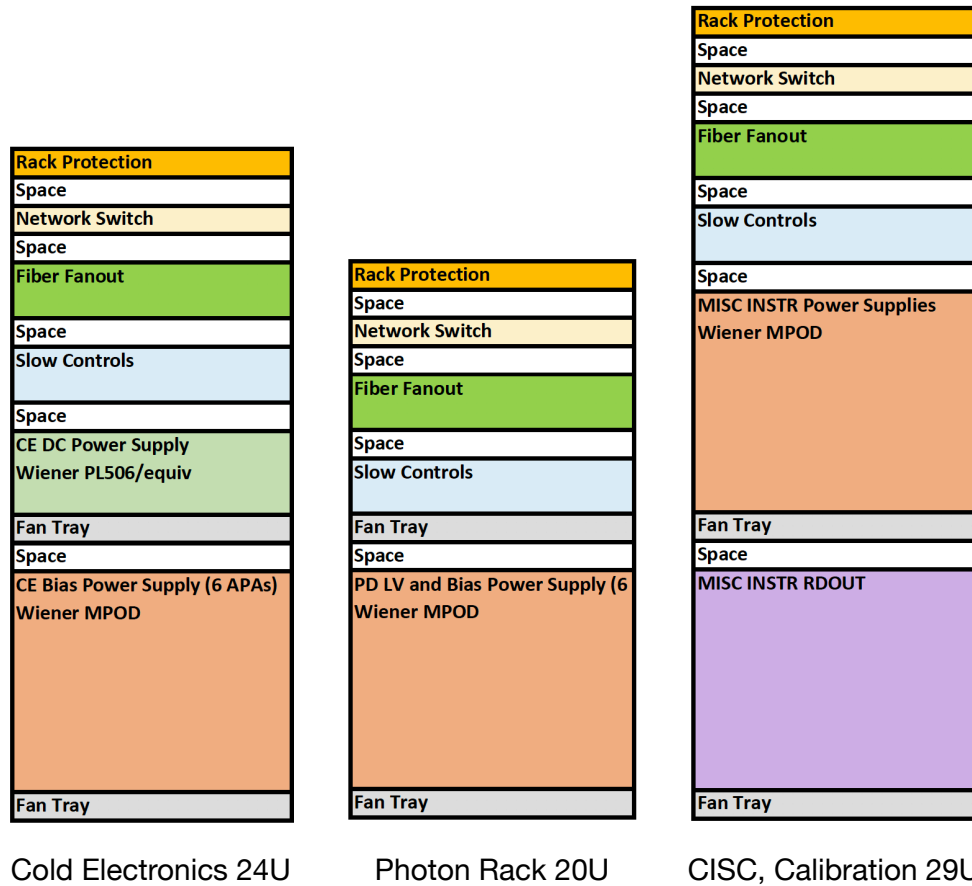 Rack Protection
Space
Network Switch
Space
Fiber Fanout
Space
Slow Controls
Space
CE DC Power Supply
Wiener PL506/equiv
Fan Tray
Space
CE Bias Power Supply (6 APAs)
Wiener MPOD
Fan Tray
Cold Electronics 24U
Rack Protection
Space
Network Switch
Space
Fiber Fanout
Space
Slow Controls
Fan Tray
Space
PD LV and Bias Power Supply (6
Wiener MPOD
Fan Tray
Photon Rack 20U
Rack Protection
Space
Network Switch
Space
Fiber Fanout
Space
Slow Controls
Space
MISC INSTR Power Supplies
Wiener MPOD
Fan Tray
Space
MISC INSTR RDOUT
Fan Tray
CISC, Calibration 29U